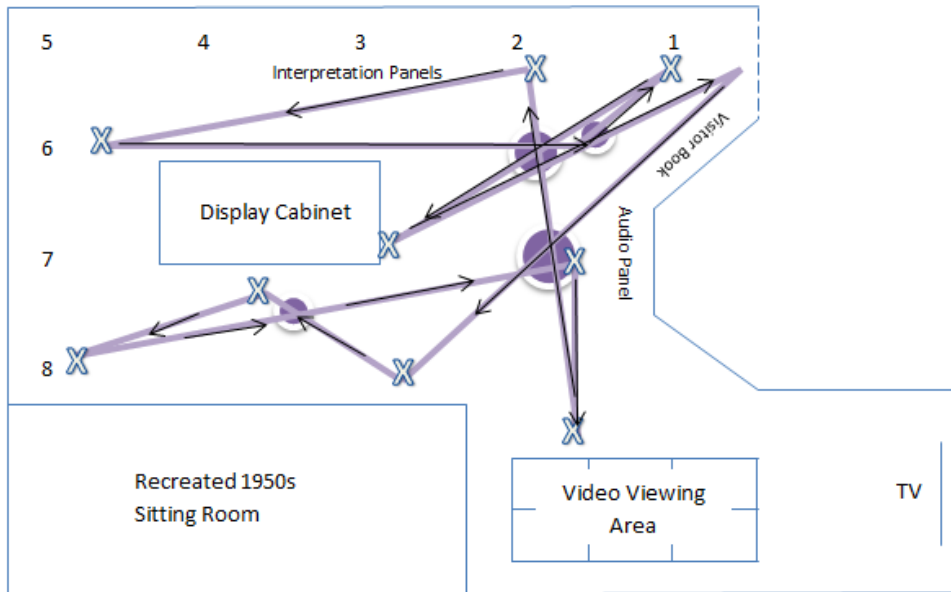 5 4 3 2 1
Interpretation Panels
X X
X
6
Visitor Book
Display Cabinet
Audio Panel
X
7
X
X
X
8
X
X
Recreated 1950s
Sitting Room
Video Viewing
Area
TV